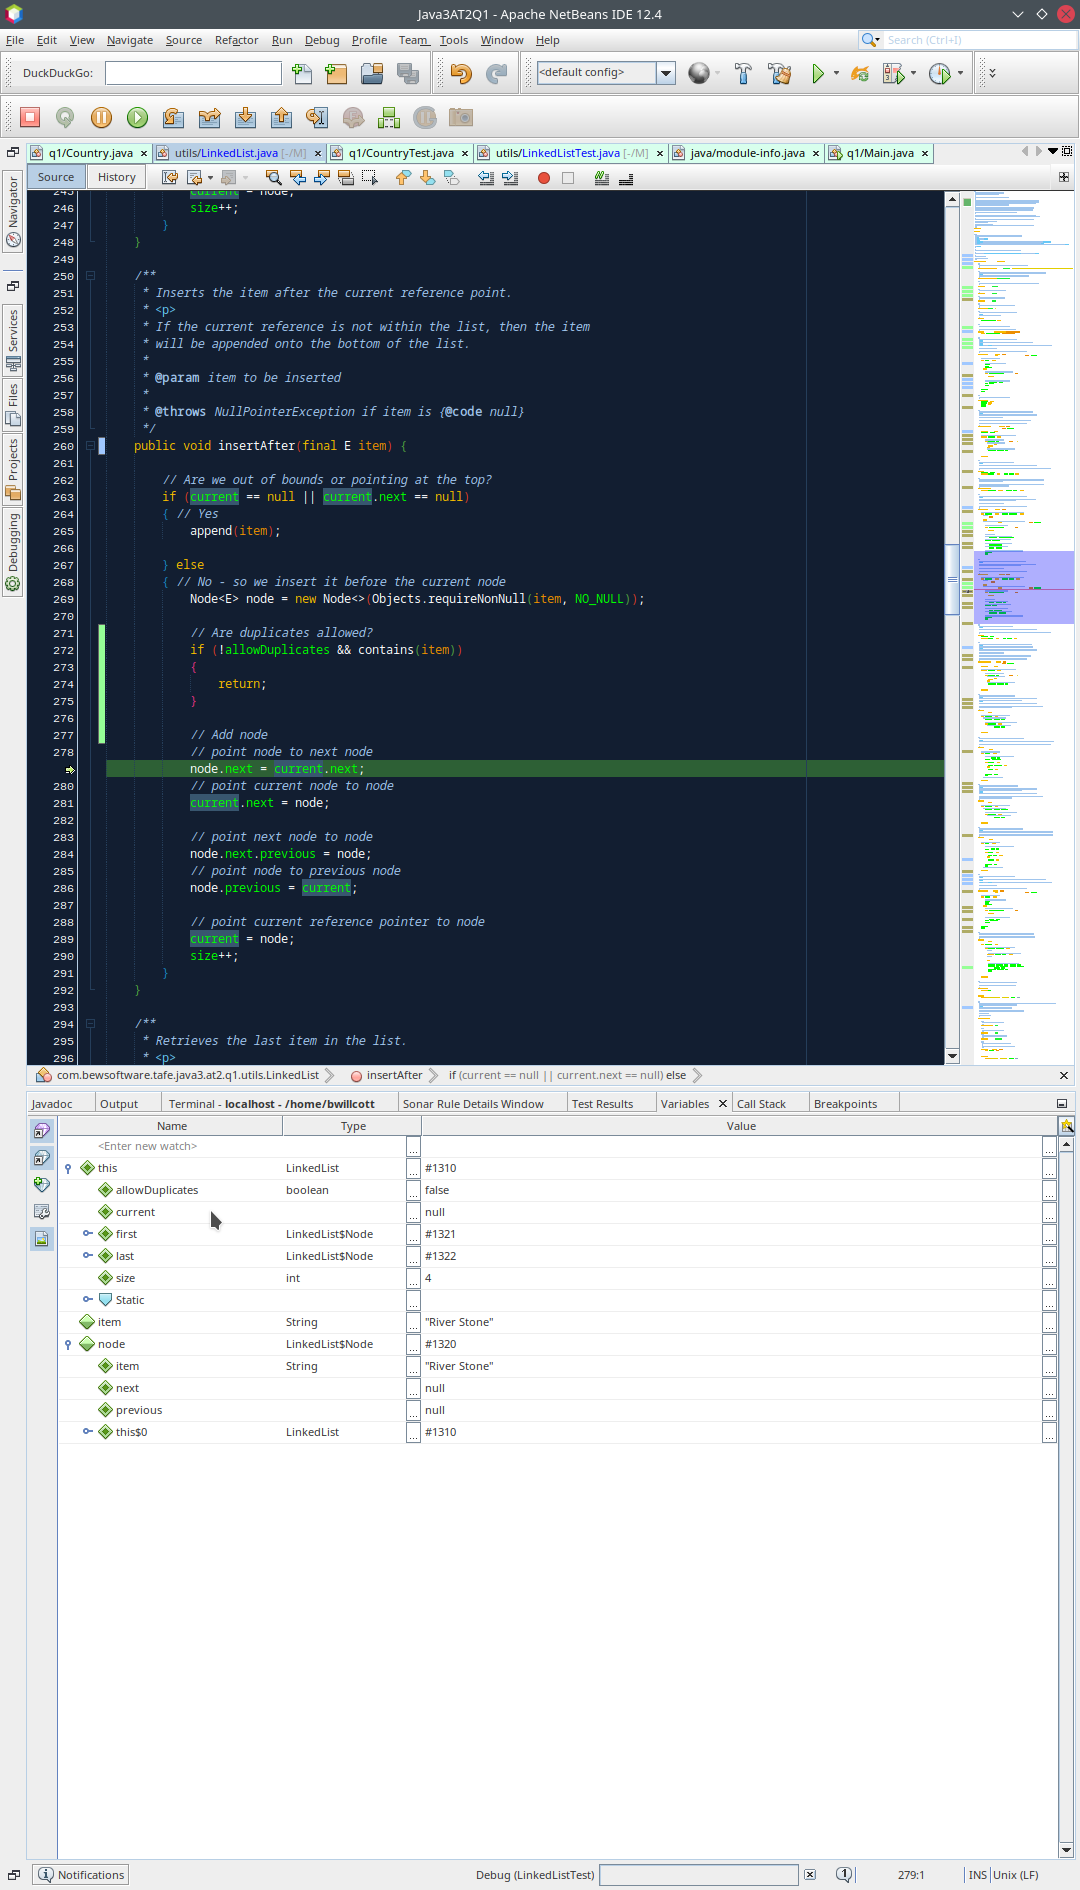 Java3AT2Q1 - Apache NetBeans IDE 12.4
File Edit View Navigate Source Refactor Run Debug Profile Team Tools Window Help
Search (Ctrl+I)
DuckDuckGo:
<default config>
q1/Country.java
utils/LinkedList.java [-/M]
q1/CountryTest.java
utils/LinkedListTest.java [-/M]
java/module-info.java
q1/Main.java
Source History
Navigator
Services
Files
Projects
Debugging
245 current = node;
246 size++;
247 }
248 }
249
250 /**
251 * Inserts the item after the current reference point.
252 * <p>
253 * If the current reference is not within the list, then the item
254 * will be appended onto the bottom of the list.
255 *
256 * @param item to be inserted
257 *
258 * @throws NullPointerException if item is {@code null}
259 */
260 public void insertAfter(final E item) {
261
262 // Are we out of bounds or pointing at the top?
263 if (current == null || current.next == null)
264 { // Yes
265 append(item);
266
267 } else
268 { // No - so we insert it before the current node
269 Node<E> node = new Node<>(Objects.requireNonNull(item, NO_NULL));
270
271 // Are duplicates allowed?
272 if (!allowDuplicates && contains(item))
273 {
274 return;
275 }
276
277 // Add node
278 // point node to next node
node.next = current.next;
280 // point current node to node
281 current.next = node;
282
283 // point next node to node
284 node.next.previous = node;
285 // point node to previous node
286 node.previous = current;
287
288 // point current reference pointer to node
289 current = node;
290 size++;
291 }
292 }
293
294 /**
295 * Retrieves the last item in the list.
296 * <p>
com.bewsoftware.tafe.java3.at2.q1.utils.LinkedList insertAfter if (current == null || current.next == null) else
Javadoc Output Terminal - localhost - /home/bwillcott Sonar Rule Details Window Test Results Variables Call Stack Breakpoints
Name Type Value
<Enter new watch> ... ...
this LinkedList ... #1310 ...
allowDuplicates boolean ... false ...
current ... null ...
first LinkedList$Node ... #1321 ...
last LinkedList$Node ... #1322 ...
size int ... 4 ...
Static ... ...
item String ... "River Stone" ...
node LinkedList$Node ... #1320 ...
item String ... "River Stone" ...
next ... null ...
previous ... null ...
this$0 LinkedList ... #1310 ...
Notifications Debug (LinkedListTest) 279:1 INS Unix (LF)